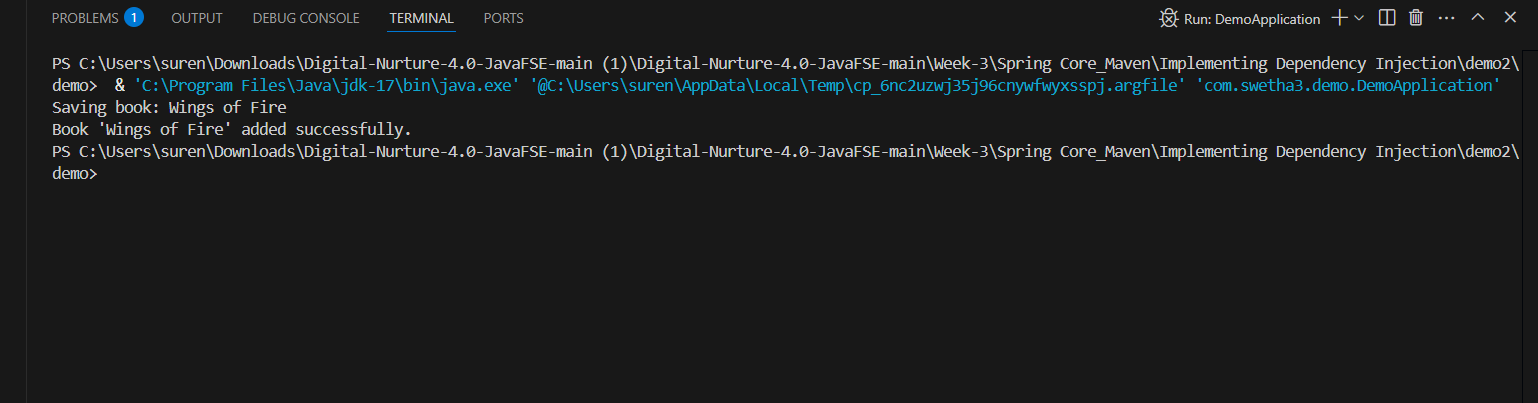 PROBLEMS 1 OUTPUT DEBUG CONSOLE TERMINAL PORTS Run: DemoApplication
PS C:\Users\suren\Downloads\Digital-Nurture-4.0-JavaFSE-main (1)\Digital-Nurture-4.0-JavaFSE-main\Week-3\Spring Core_Maven\Implementing Dependency Injection\demo2\
demo>  & 'C:\Program Files\Java\jdk-17\bin\java.exe' '@C:\Users\suren\AppData\Local\Temp\cp_6nc2uzwj35j96cnywfwyxsspj.argfile' 'com.swetha3.demo.DemoApplication'
Saving book: Wings of Fire
Book 'Wings of Fire' added successfully.
PS C:\Users\suren\Downloads\Digital-Nurture-4.0-JavaFSE-main (1)\Digital-Nurture-4.0-JavaFSE-main\Week-3\Spring Core_Maven\Implementing Dependency Injection\demo2\
demo>